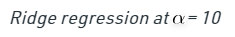 Ridge regression at α = 10